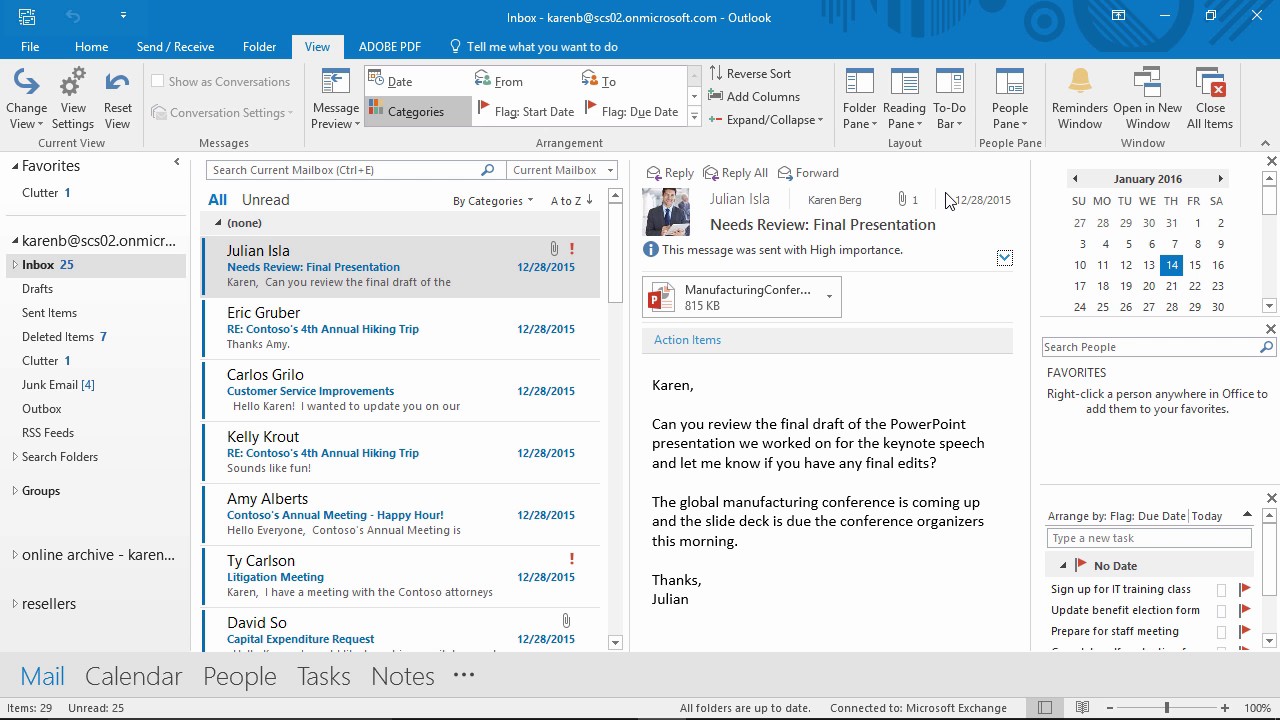 Inbox - karenb@scs02.onmicrosoft.com - Outlook
File Home Send / Receive Folder View ADOBE PDF Tell me what you want to do
Change View
View Settings
Reset View
Current View
Show as Conversations
Conversation Settings
Messages
Message Preview
Date From To
Categories Flag: Start Date Flag: Due Date
Reverse Sort
Add Columns
Expand/Collapse
Arrangement
Folder Pane
Reading Pane
To-Do Bar
Layout
People Pane
People Pane
Reminders Window
Open in New Window
Close All Items
Window
Favorites
Clutter 1
karenb@scs02.onmicr...
Inbox 25
Drafts
Sent Items
Deleted Items 7
Clutter 1
Junk Email [4]
Outbox
RSS Feeds
Search Folders
Groups
online archive - karen...
resellers
Search Current Mailbox (Ctrl+E) Current Mailbox
All Unread By Categories A to Z
(none)
Julian Isla !
Needs Review: Final Presentation 12/28/2015
Karen, Can you review the final draft of the
Eric Gruber
RE: Contoso's 4th Annual Hiking Trip 12/28/2015
Thanks Amy.
Carlos Grilo
Customer Service Improvements 12/28/2015
Hello Karen! I wanted to update you on our
Kelly Krout
RE: Contoso's 4th Annual Hiking Trip 12/28/2015
Sounds like fun!
Amy Alberts
Contoso's Annual Meeting - Happy Hour! 12/28/2015
Hello Everyone, Contoso's Annual Meeting is
Ty Carlson !
Litigation Meeting 12/28/2015
Karen, I have a meeting with the Contoso attorneys
David So
Capital Expenditure Request 12/28/2015
Reply Reply All Forward
Julian Isla Karen Berg 1 12/28/2015
Needs Review: Final Presentation
This message was sent with High importance.
ManufacturingConfer...
815 KB
Action Items
Karen,
Can you review the final draft of the PowerPoint
presentation we worked on for the keynote speech
and let me know if you have any final edits?
The global manufacturing conference is coming up
and the slide deck is due the conference organizers
this morning.
Thanks,
Julian
January 2016
SU MO TU WE TH FR SA
27 28 29 30 31 1 2
3 4 5 6 7 8 9
10 11 12 13 14 15 16
17 18 19 20 21 22 23
24 25 26 27 28 29 30
Search People
FAVORITES
Right-click a person anywhere in Office to
add them to your favorites.
Arrange by: Flag: Due Date Today
Type a new task
No Date
Sign up for IT training class
Update benefit election form
Prepare for staff meeting
Mail Calendar People Tasks Notes ...
Items: 29 Unread: 25 All folders are up to date. Connected to: Microsoft Exchange 100%